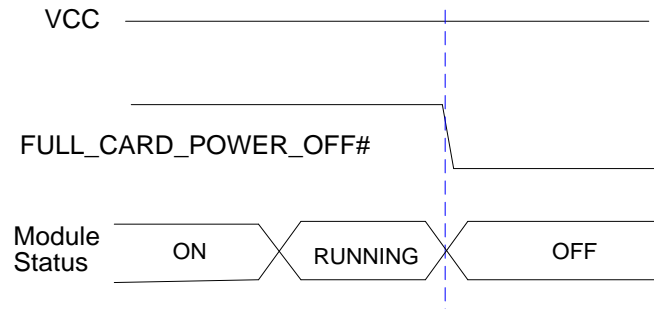 VCC
FULL_CARD_POWER_OFF#
Module
Status
ON
RUNNING
OFF